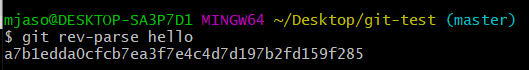 mjaso@DESKTOP-SA3P7D1 MINGW64 ~/Desktop/git-test (master)
$ git rev-parse hello
a7b1edda0cfcb7ea3f7e4c4d7d197b2fd159f285